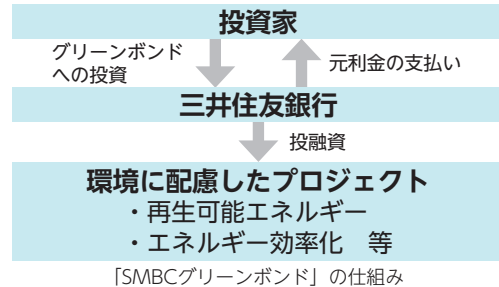 投資家
グリーンボンド
への投資
元利金の支払い
三井住友銀行
投融資
環境に配慮したプロジェクト
・再生可能エネルギー
・エネルギー効率化　等
「SMBCグリーンボンド」の仕組み